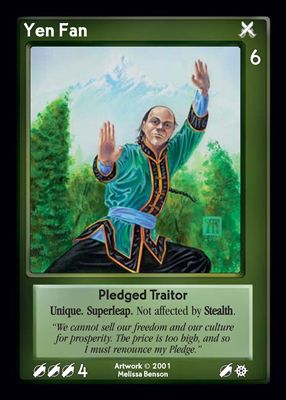 Yen Fan
6
Pledged Traitor
Unique. Superleap. Not affected by Stealth.
"We cannot sell our freedom and our culture
for prosperity. The price is too high, and so
I must renounce my Pledge."
Artwork © 2001
Melissa Benson
4